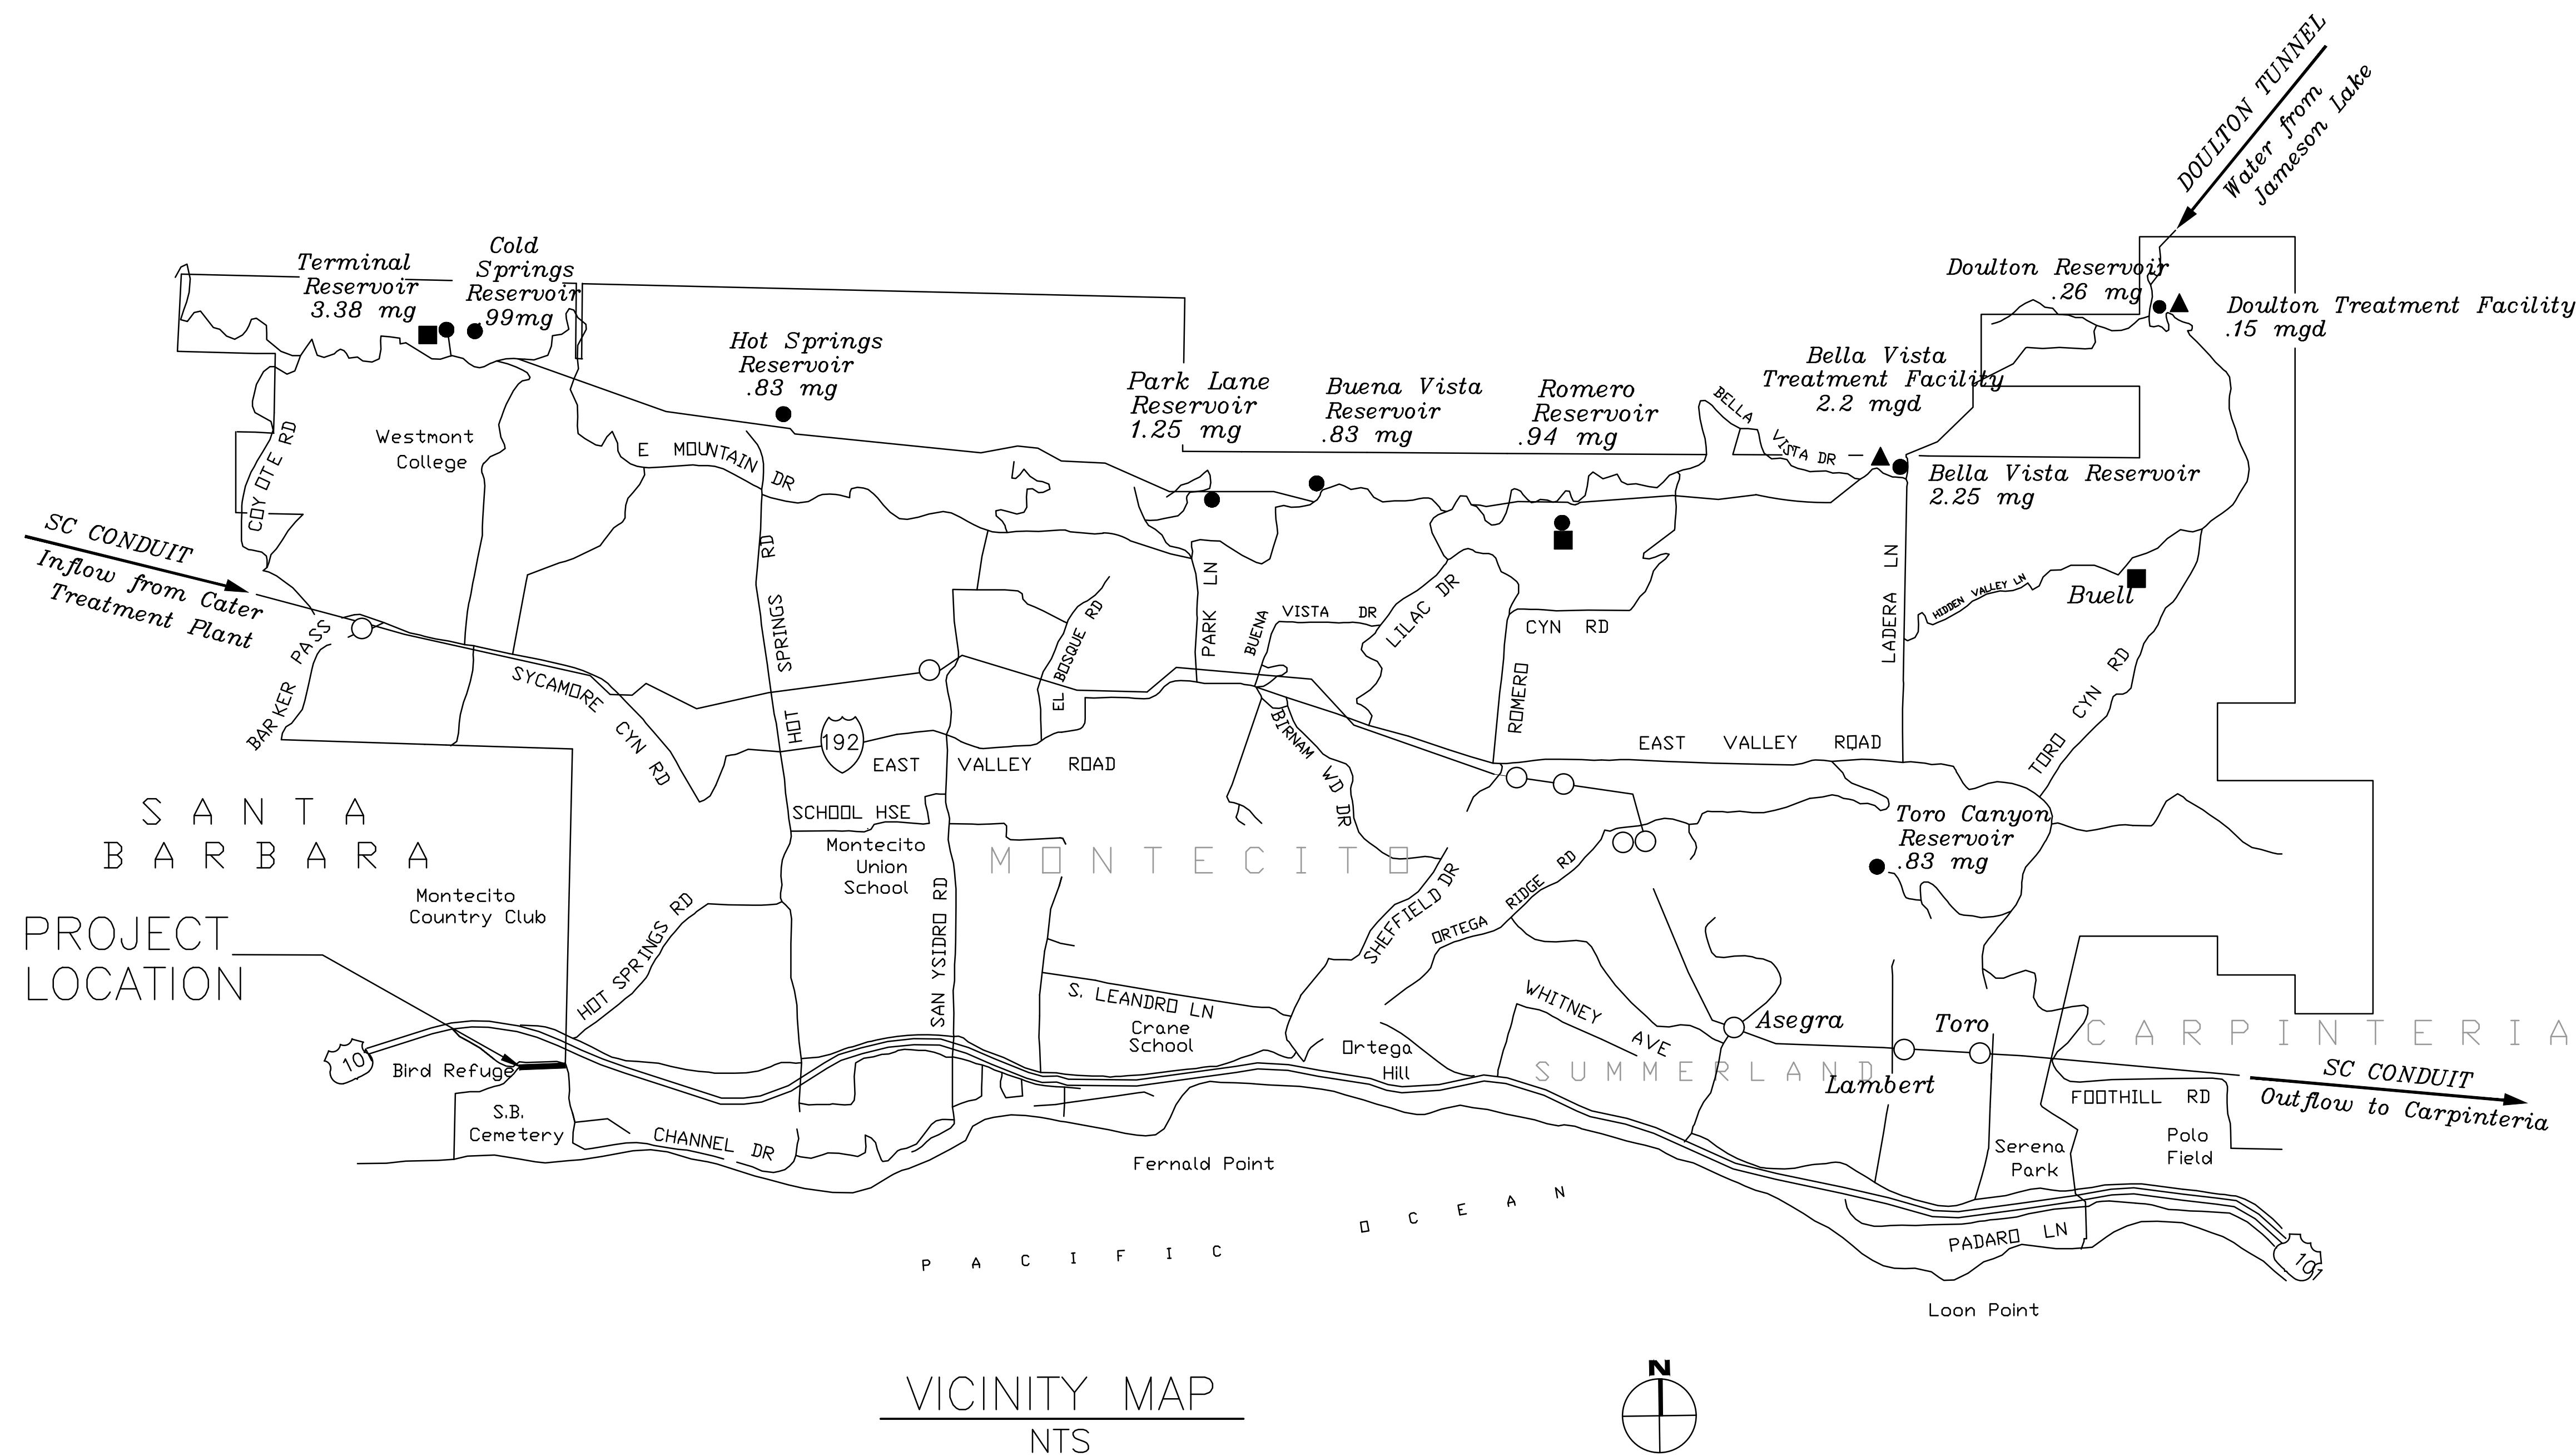 DOULTON TUNNEL
Water from
Jameson Lake
Terminal
Reservoir
3.38 mg
Cold
Springs
Reservoir
.99mg
Hot Springs
Reservoir
.83 mg
Park Lane
Reservoir
1.25 mg
Buena Vista
Reservoir
.83 mg
Romero
Reservoir
.94 mg
Bella Vista
Treatment Facility
2.2 mgd
Doulton Reservoir
.26 mg
Doulton Treatment Facility
.15 mgd
Bella Vista Reservoir
2.25 mg
BELLA
VISTA DR
COYOTE RD
Westmont
College
E MOUNTAIN DR
SC CONDUIT
Inflow from Cater
Treatment Plant
BARKER PASS
SYCAMORE CYN RD
HOT SPRINGS RD
192
EAST VALLEY ROAD
EL BOSQUE RD
PARK LN
BUENA
VISTA DR
LILAC DR
ROMERO
CYN RD
LADERA LN
HIDDEN VALLEY LN
Buell
TORO CYN RD
BIRNAM WD DR
EAST VALLEY ROAD
SCHOOL HSE
Montecito
Union
School
SANTA
BARBARA
MONTECITO
Toro Canyon
Reservoir
.83 mg
Montecito
Country Club
PROJECT
LOCATION
HOT SPRINGS RD
SAN YSIDRO RD
SHEFFIELD DR
ORTEGA RIDGE RD
S. LEANDRO LN
Crane
School
Ortega
Hill
WHITNEY AVE
Asegra
Toro
Lambert
SUMMERLAND
CARPINTERIA
SC CONDUIT
Outflow to Carpinteria
10
Bird Refuge
S.B.
Cemetery
CHANNEL DR
Fernald Point
FOOTHILL RD
Serena
Park
Polo
Field
PADARO LN
101
Loon Point
PACIFIC OCEAN
VICINITY MAP
NTS
N